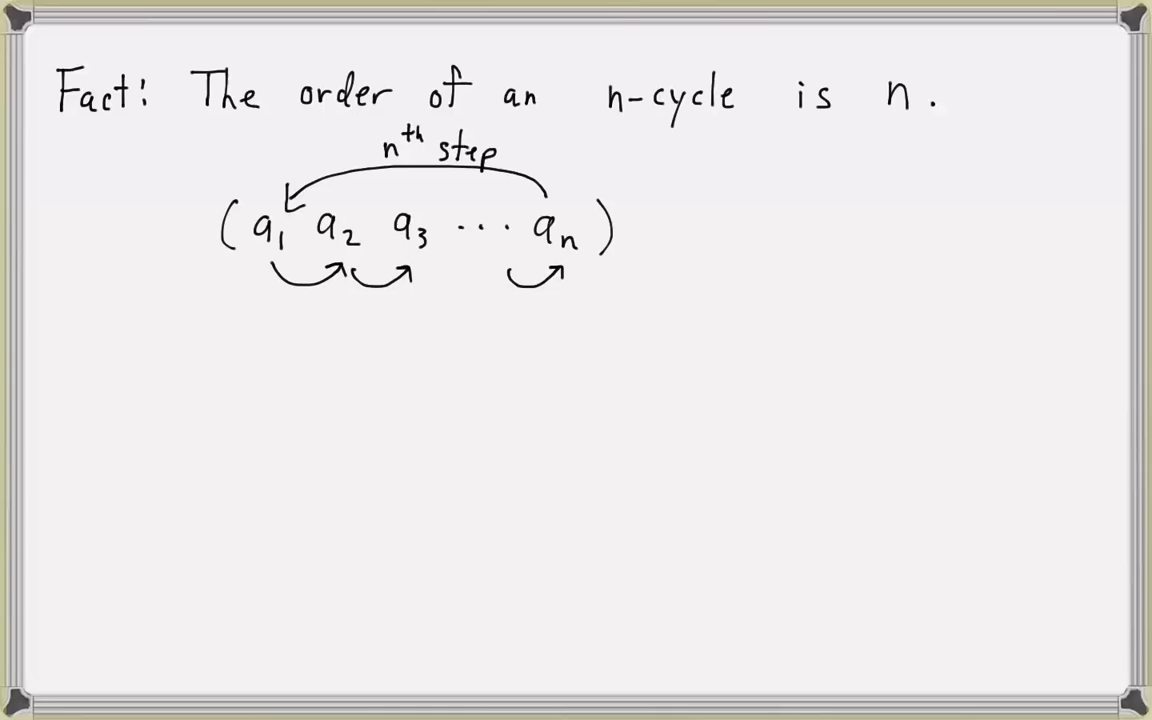 Fact: The order of an n-cycle is n.
nᵗʰ step
(a₁ a₂ a₃ ... aₙ)